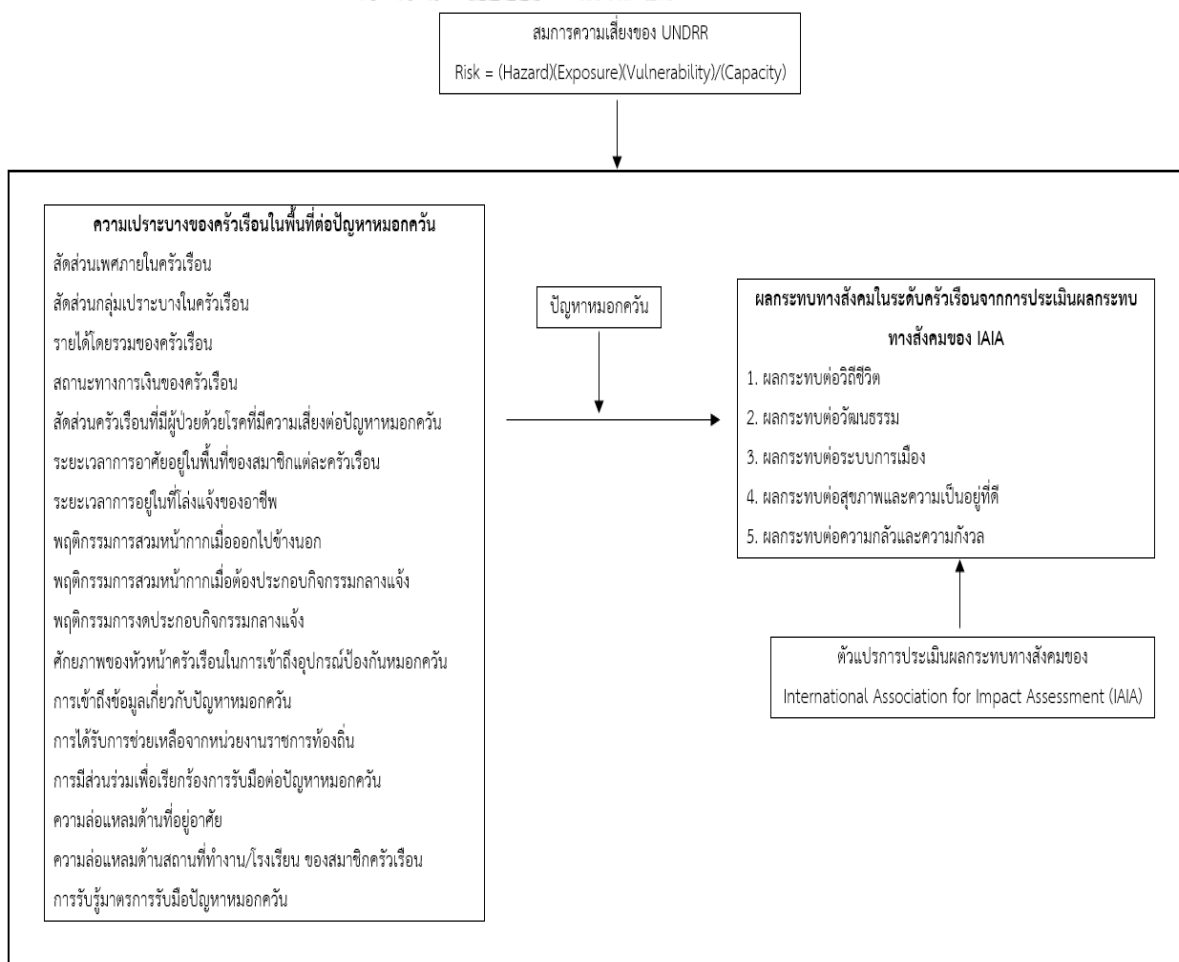 สมการความเสี่ยงของ UNDRR
Risk = (Hazard)(Exposure)(Vulnerability)/(Capacity)
ความเปราะบางของครัวเรือนในพื้นที่ต่อปัญหาหมอกควัน
สัดส่วนเพศภายในครัวเรือน
สัดส่วนกลุ่มเปราะบางในครัวเรือน
รายได้โดยรวมของครัวเรือน
สถานะทางการเงินของครัวเรือน
สัดส่วนครัวเรือนที่มีผู้ป่วยด้วยโรคที่มีความเสี่ยงต่อปัญหาหมอกควัน
ระยะเวลาการอาศัยอยู่ในพื้นที่ของสมาชิกแต่ละครัวเรือน
ระยะเวลาการอยู่ในที่โล่งแจ้งของอาชีพ
พฤติกรรมการสวมหน้ากากเมื่อออกไปข้างนอก
พฤติกรรมการสวมหน้ากากเมื่อต้องประกอบกิจกรรมกลางแจ้ง
พฤติกรรมการงดประกอบกิจกรรมกลางแจ้ง
ศักยภาพของหัวหน้าครัวเรือนในการเข้าถึงอุปกรณ์ป้องกันหมอกควัน
การเข้าถึงข้อมูลเกี่ยวกับปัญหาหมอกควัน
การได้รับการช่วยเหลือจากหน่วยงานราชการท้องถิ่น
การมีส่วนร่วมเพื่อเรียกร้องการรับมือต่อปัญหาหมอกควัน
ความล่อแหลมด้านที่อยู่อาศัย
ความล่อแหลมด้านสถานที่ทำงาน/โรงเรียน ของสมาชิกครัวเรือน
การรับรู้มาตรการรับมือปัญหาหมอกควัน
ปัญหาหมอกควัน
ผลกระทบทางสังคมในระดับครัวเรือนจากการประเมินผลกระทบ
ทางสังคมของ IAIA
1. ผลกระทบต่อวิถีชีวิต
2. ผลกระทบต่อวัฒนธรรม
3. ผลกระทบต่อระบบการเมือง
4. ผลกระทบต่อสุขภาพและความเป็นอยู่ที่ดี
5. ผลกระทบต่อความกลัวและความกังวล
ตัวแปรการประเมินผลกระทบทางสังคมของ
International Association for Impact Assessment (IAIA)